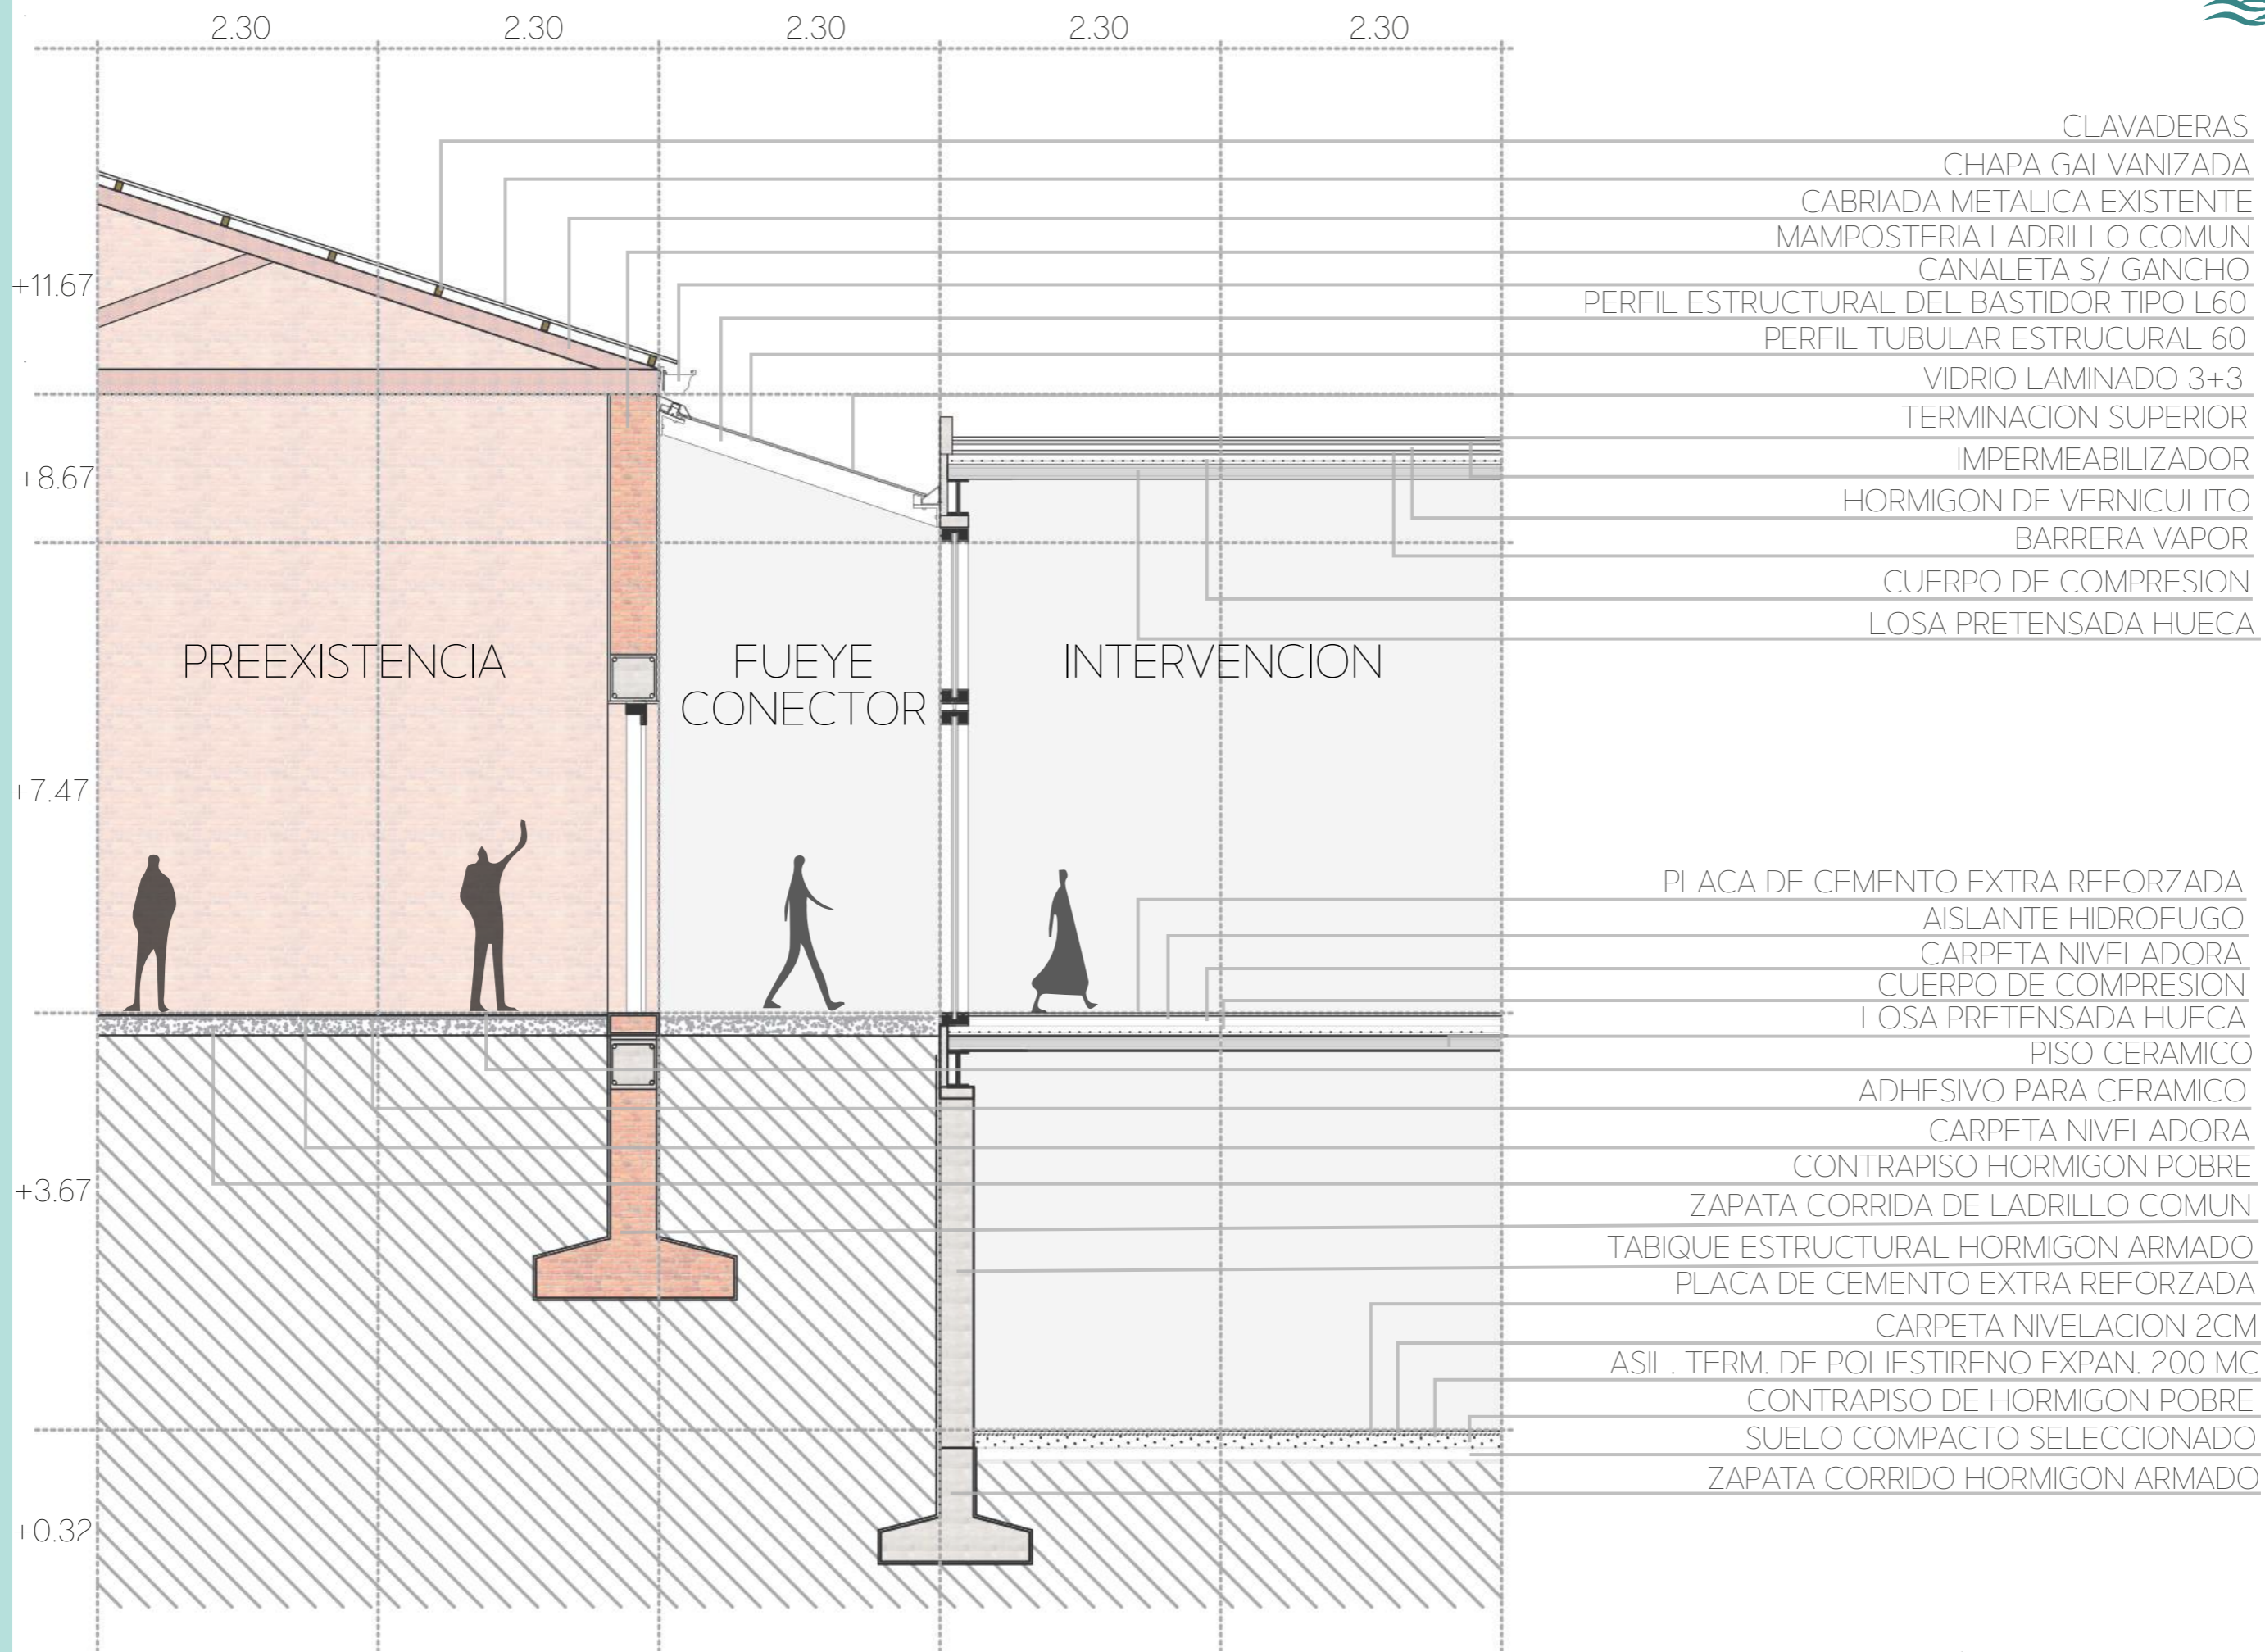 2.30 2.30 2.30 2.30 2.30
CLAVADERAS
CHAPA GALVANIZADA
CABRIADA METALICA EXISTENTE
MAMPOSTERIA LADRILLO COMUN
CANALETA S/ GANCHO
PERFIL ESTRUCTURAL DEL BASTIDOR TIPO L60
PERFIL TUBULAR ESTRUCURAL 60
VIDRIO LAMINADO 3+3
TERMINACION SUPERIOR
IMPERMEABILIZADOR
HORMIGON DE VERNICULITO
BARRERA VAPOR
CUERPO DE COMPRESION
LOSA PRETENSADA HUECA
+11.67
+8.67
+7.47
+3.67
+0.32
PREEXISTENCIA
FUEYE
CONECTOR
INTERVENCION
PLACA DE CEMENTO EXTRA REFORZADA
AISLANTE HIDROFUGO
CARPETA NIVELADORA
CUERPO DE COMPRESION
LOSA PRETENSADA HUECA
PISO CERAMICO
ADHESIVO PARA CERAMICO
CARPETA NIVELADORA
CONTRAPISO HORMIGON POBRE
ZAPATA CORRIDA DE LADRILLO COMUN
TABIQUE ESTRUCTURAL HORMIGON ARMADO
PLACA DE CEMENTO EXTRA REFORZADA
CARPETA NIVELACION 2CM
ASIL. TERM. DE POLIESTIRENO EXPAN. 200 MC
CONTRAPISO DE HORMIGON POBRE
SUELO COMPACTO SELECCIONADO
ZAPATA CORRIDO HORMIGON ARMADO